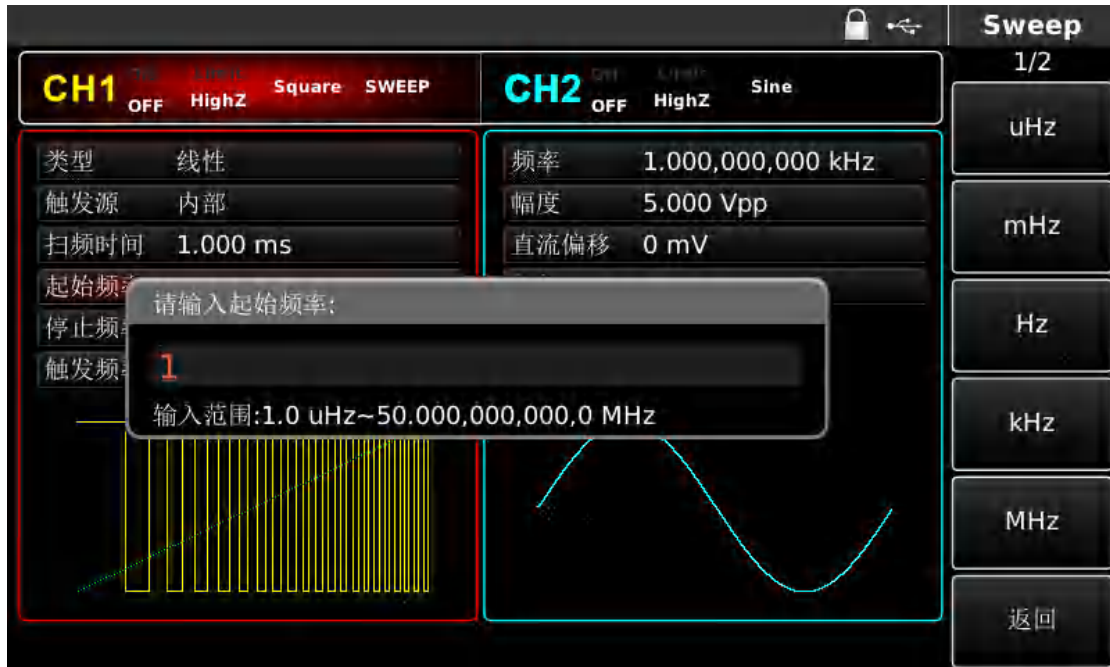 Sweep
1/2
CH1 OFF HighZ Square SWEEP
CH2 OFF HighZ Sine
类型 线性
触发源 内部
扫频时间 1.000 ms
起始频
停止频
触发频
频率 1.000,000,000 kHz
幅度 5.000 Vpp
直流偏移 0 mV
请输入起始频率:
1
输入范围:1.0 uHz~50.000,000,000,0 MHz
uHz
mHz
Hz
kHz
MHz
返回